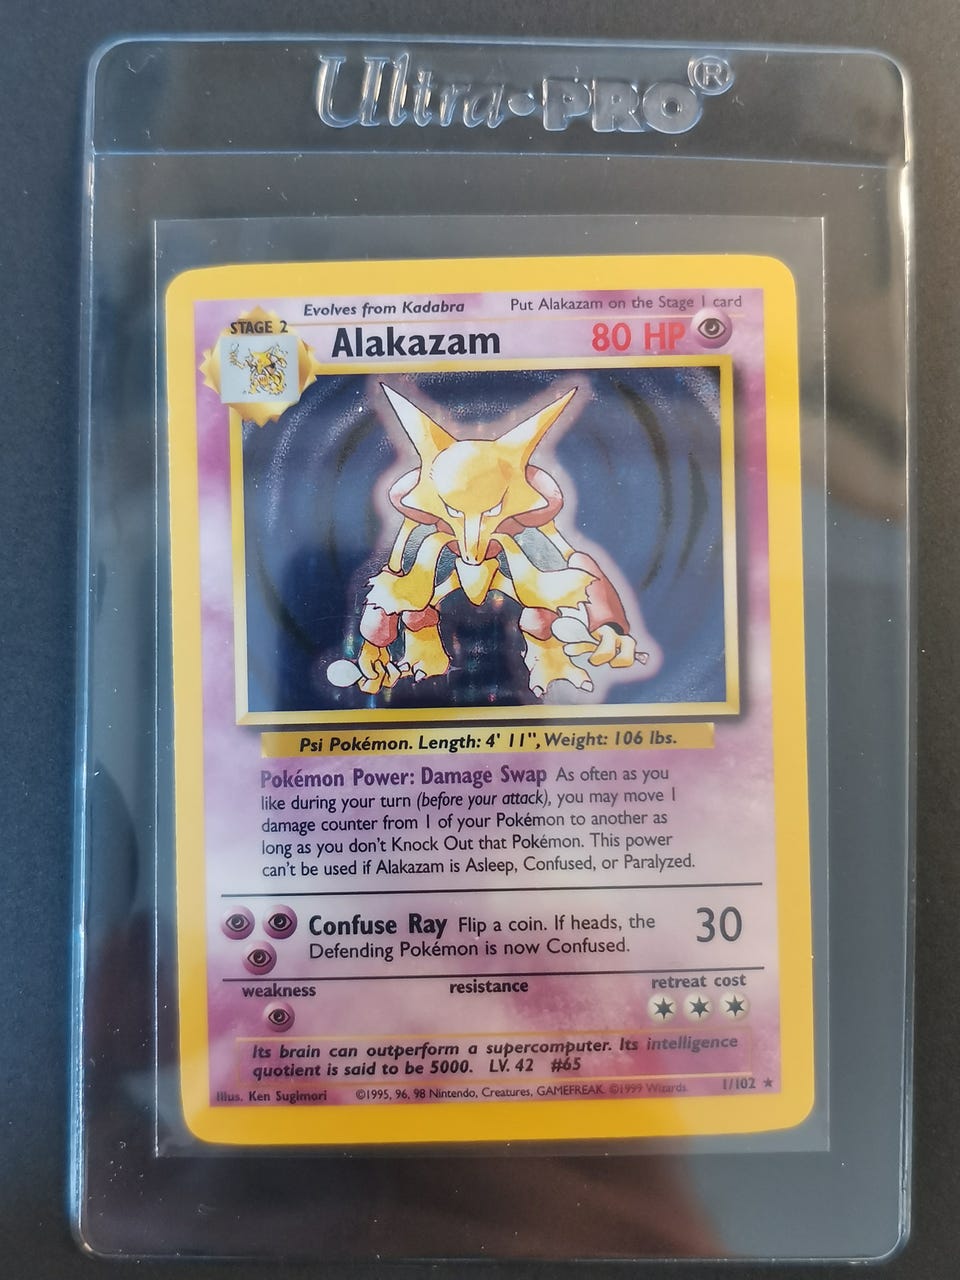 Ultra•PRO®
Evolves from Kadabra Put Alakazam on the Stage 1 card
STAGE 2
Alakazam 80 HP
Psi Pokémon. Length: 4' 11", Weight: 106 lbs.
Pokémon Power: Damage Swap As often as you
like during your turn (before your attack), you may move 1
damage counter from 1 of your Pokémon to another as
long as you don't Knock Out that Pokémon. This power
can't be used if Alakazam is Asleep, Confused, or Paralyzed.
Confuse Ray Flip a coin. If heads, the 30
Defending Pokémon is now Confused.
weakness resistance retreat cost
Its brain can outperform a supercomputer. Its intelligence
quotient is said to be 5000. LV. 42 #65
Illus. Ken Sugimori ©1995, 96, 98 Nintendo, Creatures, GAMEFREAK. ©1999 Wizards. 1/102 ★